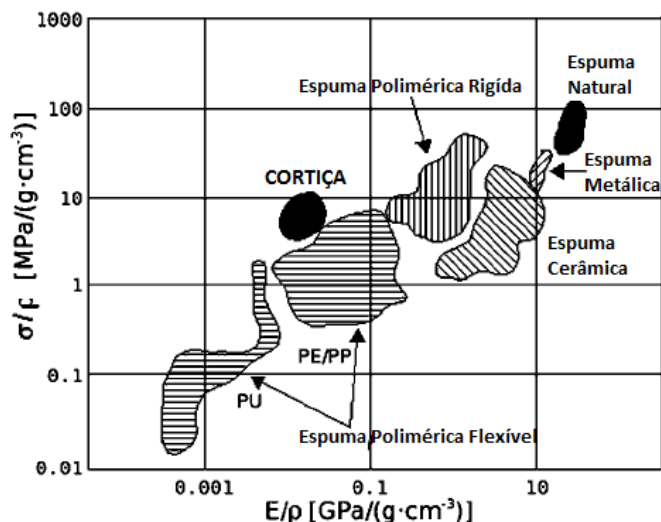 1000
100
10
1
0.1
0.01
σ/ρ [MPa/(g·cm⁻³)]
Espuma
Natural
Espuma Polimérica Rigída
Espuma
Metálica
CORTIÇA
Espuma
Cerâmica
PE/PP
PU
Espuma Polimérica Flexível
0.001
0.1
10
E/ρ [GPa/(g·cm⁻³)]